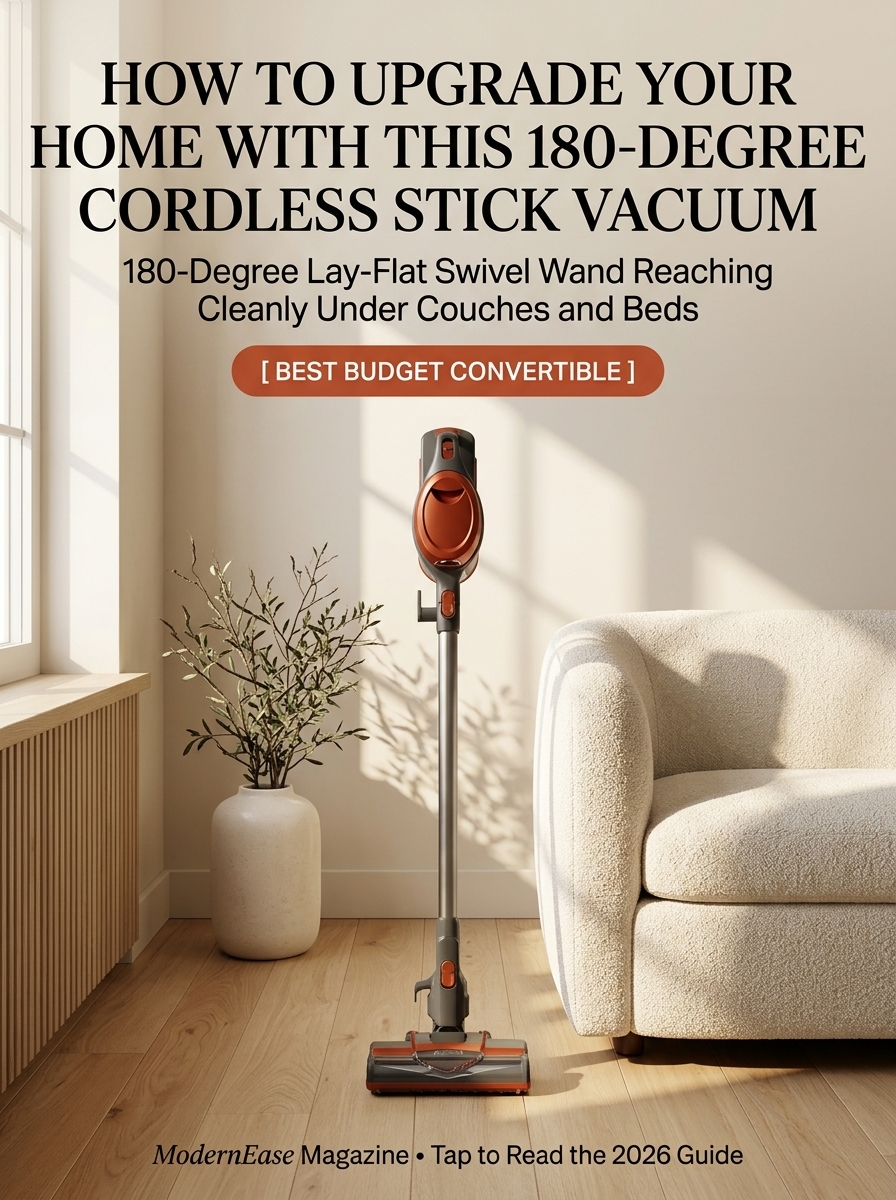 HOW TO UPGRADE YOUR
HOME WITH THIS 180-DEGREE
CORDLESS STICK VACUUM
180-Degree Lay-Flat Swivel Wand Reaching
Cleanly Under Couches and Beds
[ BEST BUDGET CONVERTIBLE ]
ModernEase Magazine • Tap to Read the 2026 Guide